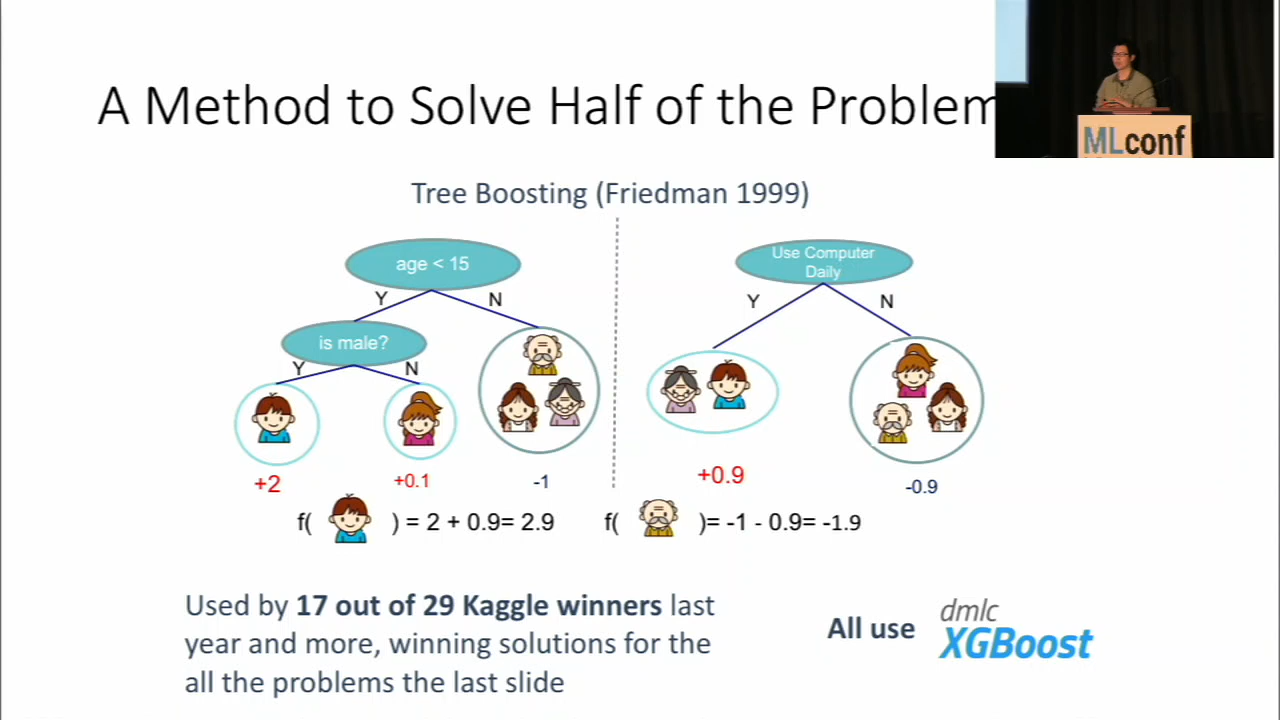 A Method to Solve Half of the Problem
MLconf
Tree Boosting (Friedman 1999)
age < 15
Y
N
is male?
Y
N
+2
+0.1
-1
Use Computer
Daily
Y
N
+0.9
-0.9
f( ) = 2 + 0.9= 2.9
f( )= -1 - 0.9= -1.9
Used by 17 out of 29 Kaggle winners last
year and more, winning solutions for the
all the problems the last slide
All use
dmlc
XGBoost